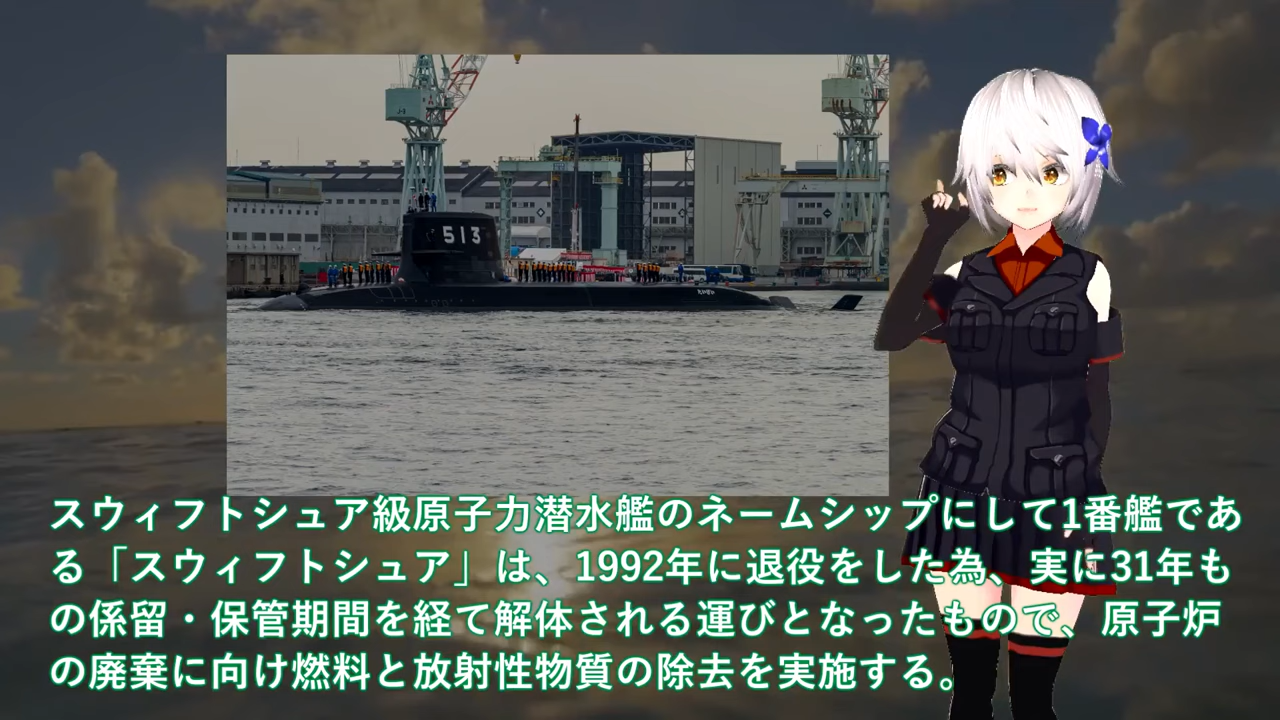 513
スウィフトシュア級原子力潜水艦のネームシップにして1番艦であ
る「スウィフトシュア」は、1992年に退役をした為、実に31年も
の係留・保管期間を経て解体される運びとなったもので、原子炉
の廃棄に向け燃料と放射性物質の除去を実施する。